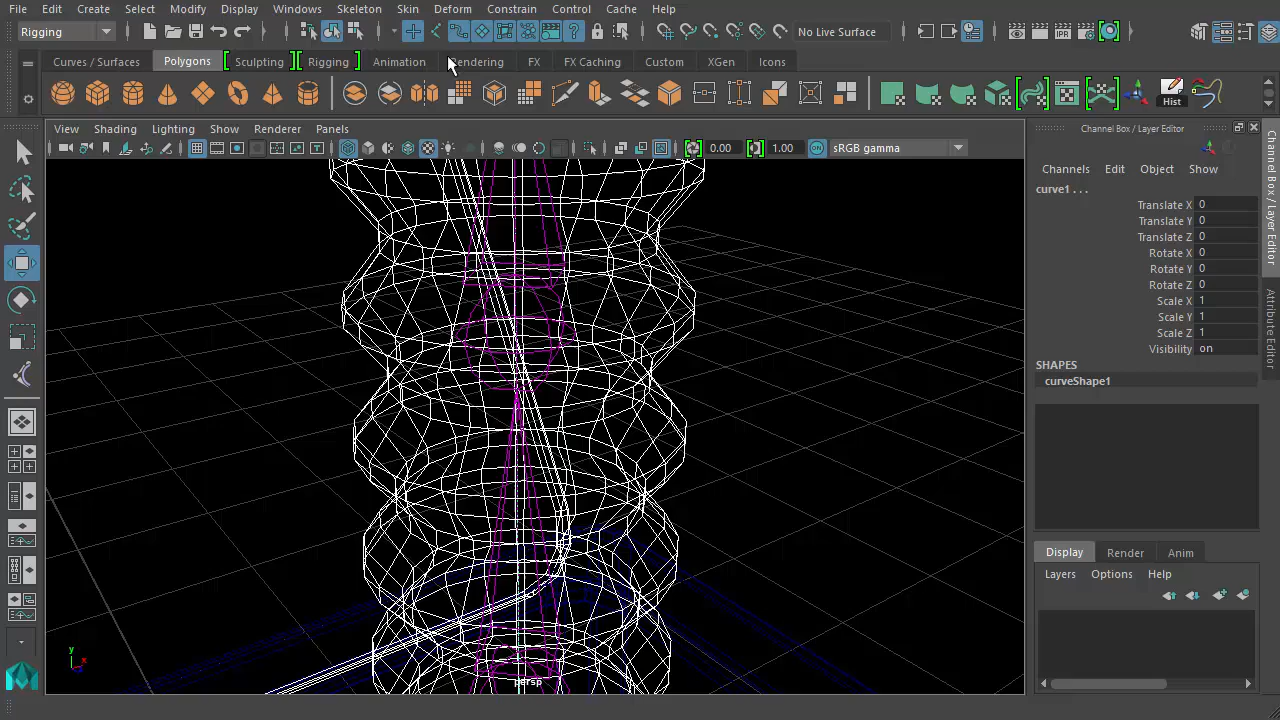 File Edit Create Select Modify Display Windows Skeleton Skin Deform Constrain Control Cache Help
Rigging No Live Surface IPR
Curves / Surfaces Polygons Sculpting Rigging Animation Rendering FX FX Caching Custom XGen Icons
Hist
View Shading Lighting Show Renderer Panels
0.00 1.00 ON sRGB gamma
persp
y
x
Channel Box / Layer Editor
Channels Edit Object Show
curve1 . . .
Translate X 0
Translate Y 0
Translate Z 0
Rotate X 0
Rotate Y 0
Rotate Z 0
Scale X 1
Scale Y 1
Scale Z 1
Visibility on
SHAPES
curveShape1
Display Render Anim
Layers Options Help
Channel Box / Layer Editor
Attribute Editor